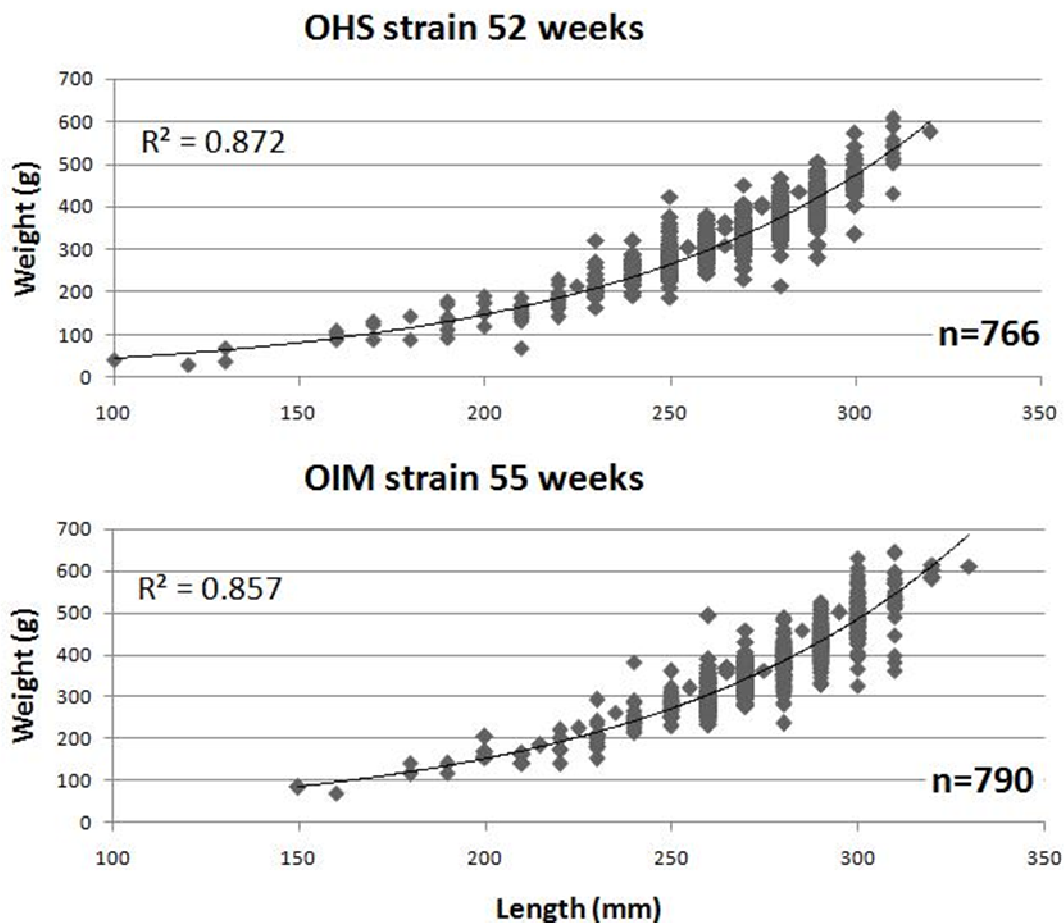 OHS strain 52 weeks
700
600
500
400
300
200
100
0
Weight (g)
R² = 0.872
n=766
100 150 200 250 300 350
OIM strain 55 weeks
700
600
500
400
300
200
100
0
Weight (g)
R² = 0.857
n=790
100 150 200 250 300 350
Length (mm)